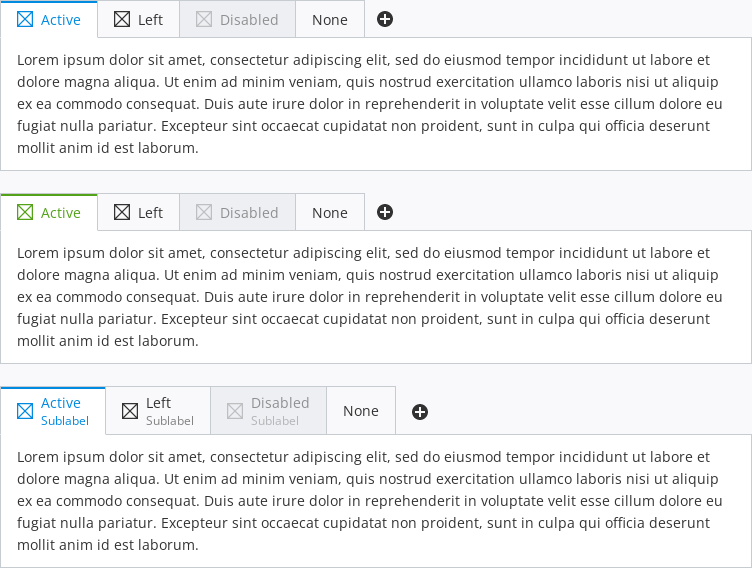 Active Left Disabled None
Lorem ipsum dolor sit amet, consectetur adipiscing elit, sed do eiusmod tempor incididunt ut labore et
dolore magna aliqua. Ut enim ad minim veniam, quis nostrud exercitation ullamco laboris nisi ut aliquip
ex ea commodo consequat. Duis aute irure dolor in reprehenderit in voluptate velit esse cillum dolore eu
fugiat nulla pariatur. Excepteur sint occaecat cupidatat non proident, sunt in culpa qui officia deserunt
mollit anim id est laborum.
Active Left Disabled None
Lorem ipsum dolor sit amet, consectetur adipiscing elit, sed do eiusmod tempor incididunt ut labore et
dolore magna aliqua. Ut enim ad minim veniam, quis nostrud exercitation ullamco laboris nisi ut aliquip
ex ea commodo consequat. Duis aute irure dolor in reprehenderit in voluptate velit esse cillum dolore eu
fugiat nulla pariatur. Excepteur sint occaecat cupidatat non proident, sunt in culpa qui officia deserunt
mollit anim id est laborum.
Active Left Disabled None
Sublabel Sublabel Sublabel
Lorem ipsum dolor sit amet, consectetur adipiscing elit, sed do eiusmod tempor incididunt ut labore et
dolore magna aliqua. Ut enim ad minim veniam, quis nostrud exercitation ullamco laboris nisi ut aliquip
ex ea commodo consequat. Duis aute irure dolor in reprehenderit in voluptate velit esse cillum dolore eu
fugiat nulla pariatur. Excepteur sint occaecat cupidatat non proident, sunt in culpa qui officia deserunt
mollit anim id est laborum.